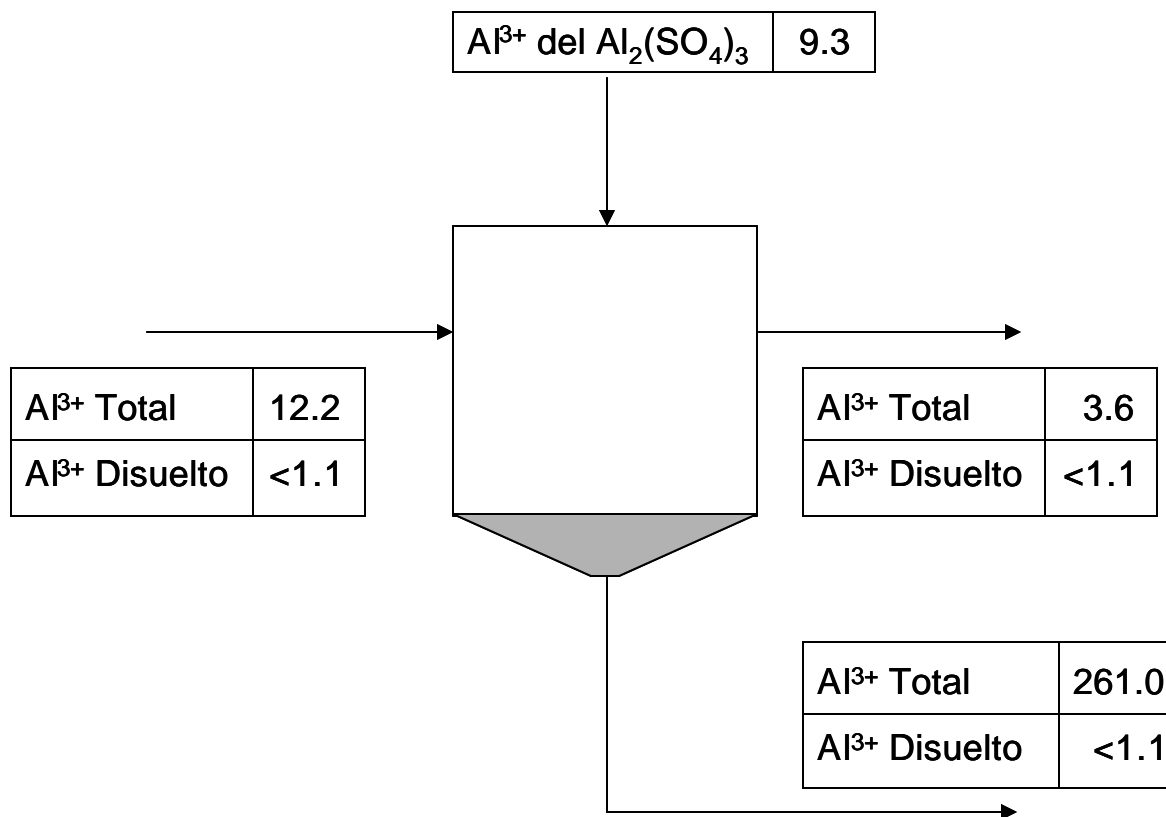 Al³⁺ del Al₂(SO₄)₃ 9.3
Al³⁺ Total 12.2
Al³⁺ Disuelto <1.1
Al³⁺ Total 3.6
Al³⁺ Disuelto <1.1
Al³⁺ Total 261.0
Al³⁺ Disuelto <1.1